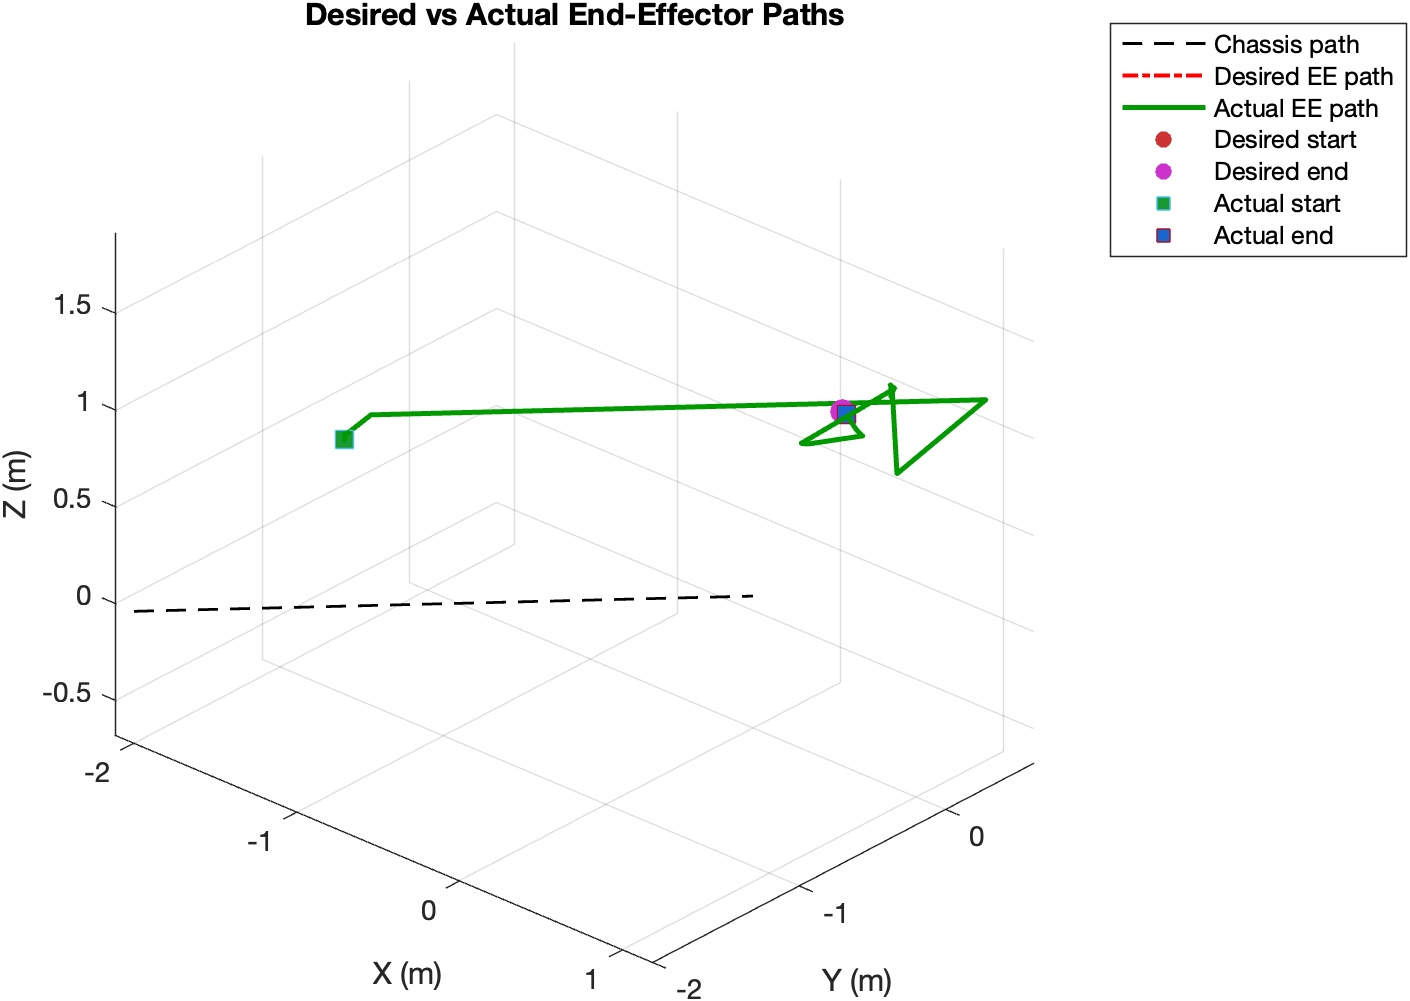 Desired vs Actual End-Effector Paths
Chassis path
Desired EE path
Actual EE path
Desired start
Desired end
Actual start
Actual end
1.5
1
0.5
0
-0.5
Z (m)
-2
-1
0
1
X (m)
-2
-1
0
Y (m)